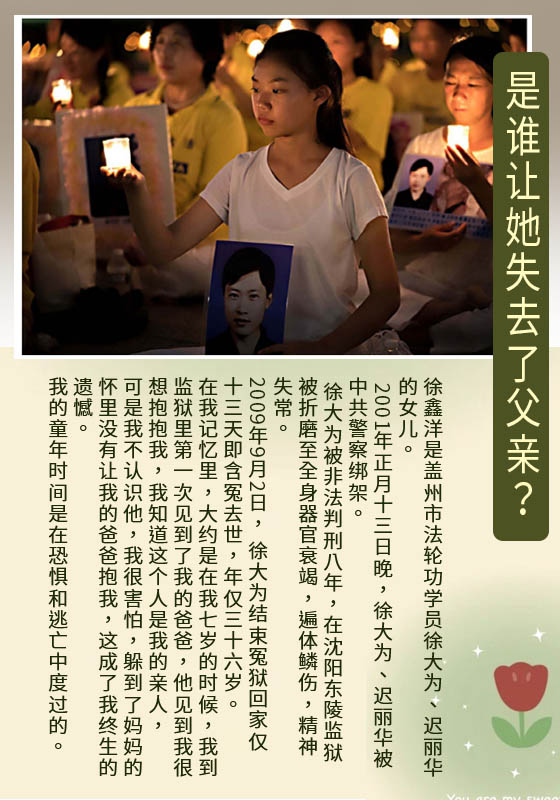 是谁让她失去了父亲？
徐鑫洋是盖州市法轮功学员徐大为、迟丽华
的女儿。
2001年正月十三日晚，徐大为、迟丽华被
中共警察绑架。
徐大为被非法判刑八年，在沈阳东陵监狱
被折磨至全身器官衰竭，遍体鳞伤，精神
失常。
2009年9月2日，徐大为结束冤狱回家仅
十三天即含冤去世，年仅三十六岁。
在我记忆里，大约是在我七岁的时候，我到
监狱里第一次见到了我的爸爸，他见到我很
想抱抱我，我知道这个人是我的亲人，
可是我不认识他，我很害怕，躲到了妈妈的
怀里没有让我的爸爸抱我，这成了我终生的
遗憾。
我的童年时间是在恐惧和逃亡中度过的。
You are my swee